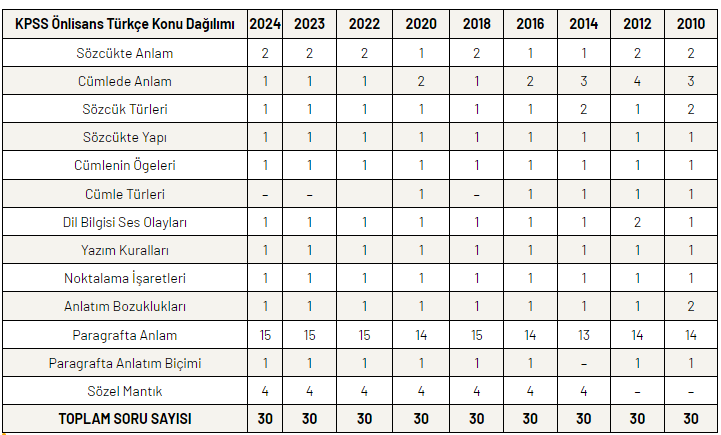 KPSS Önlisans Türkçe Konu Dağılımı 2024 2023 2022 2020 2018 2016 2014 2012 2010
Sözcükte Anlam 2 2 2 1 2 1 1 2 2
Cümlede Anlam 1 1 1 2 1 2 3 4 3
Sözcük Türleri 1 1 1 1 1 1 2 1 2
Sözcükte Yapı 1 1 1 1 1 1 1 1 1
Cümlenin Ögeleri 1 1 1 1 1 1 1 1 1
Cümle Türleri – – 1 – 1 1 1 1
Dil Bilgisi Ses Olayları 1 1 1 1 1 1 1 2 1
Yazım Kuralları 1 1 1 1 1 1 1 1 1
Noktalama İşaretleri 1 1 1 1 1 1 1 1 1
Anlatım Bozuklukları 1 1 1 1 1 1 1 1 2
Paragrafta Anlam 15 15 15 14 15 14 13 14 14
Paragrafta Anlatım Biçimi 1 1 1 1 1 1 – 1 1
Sözel Mantık 4 4 4 4 4 4 4 – –
TOPLAM SORU SAYISI 30 30 30 30 30 30 30 30 30